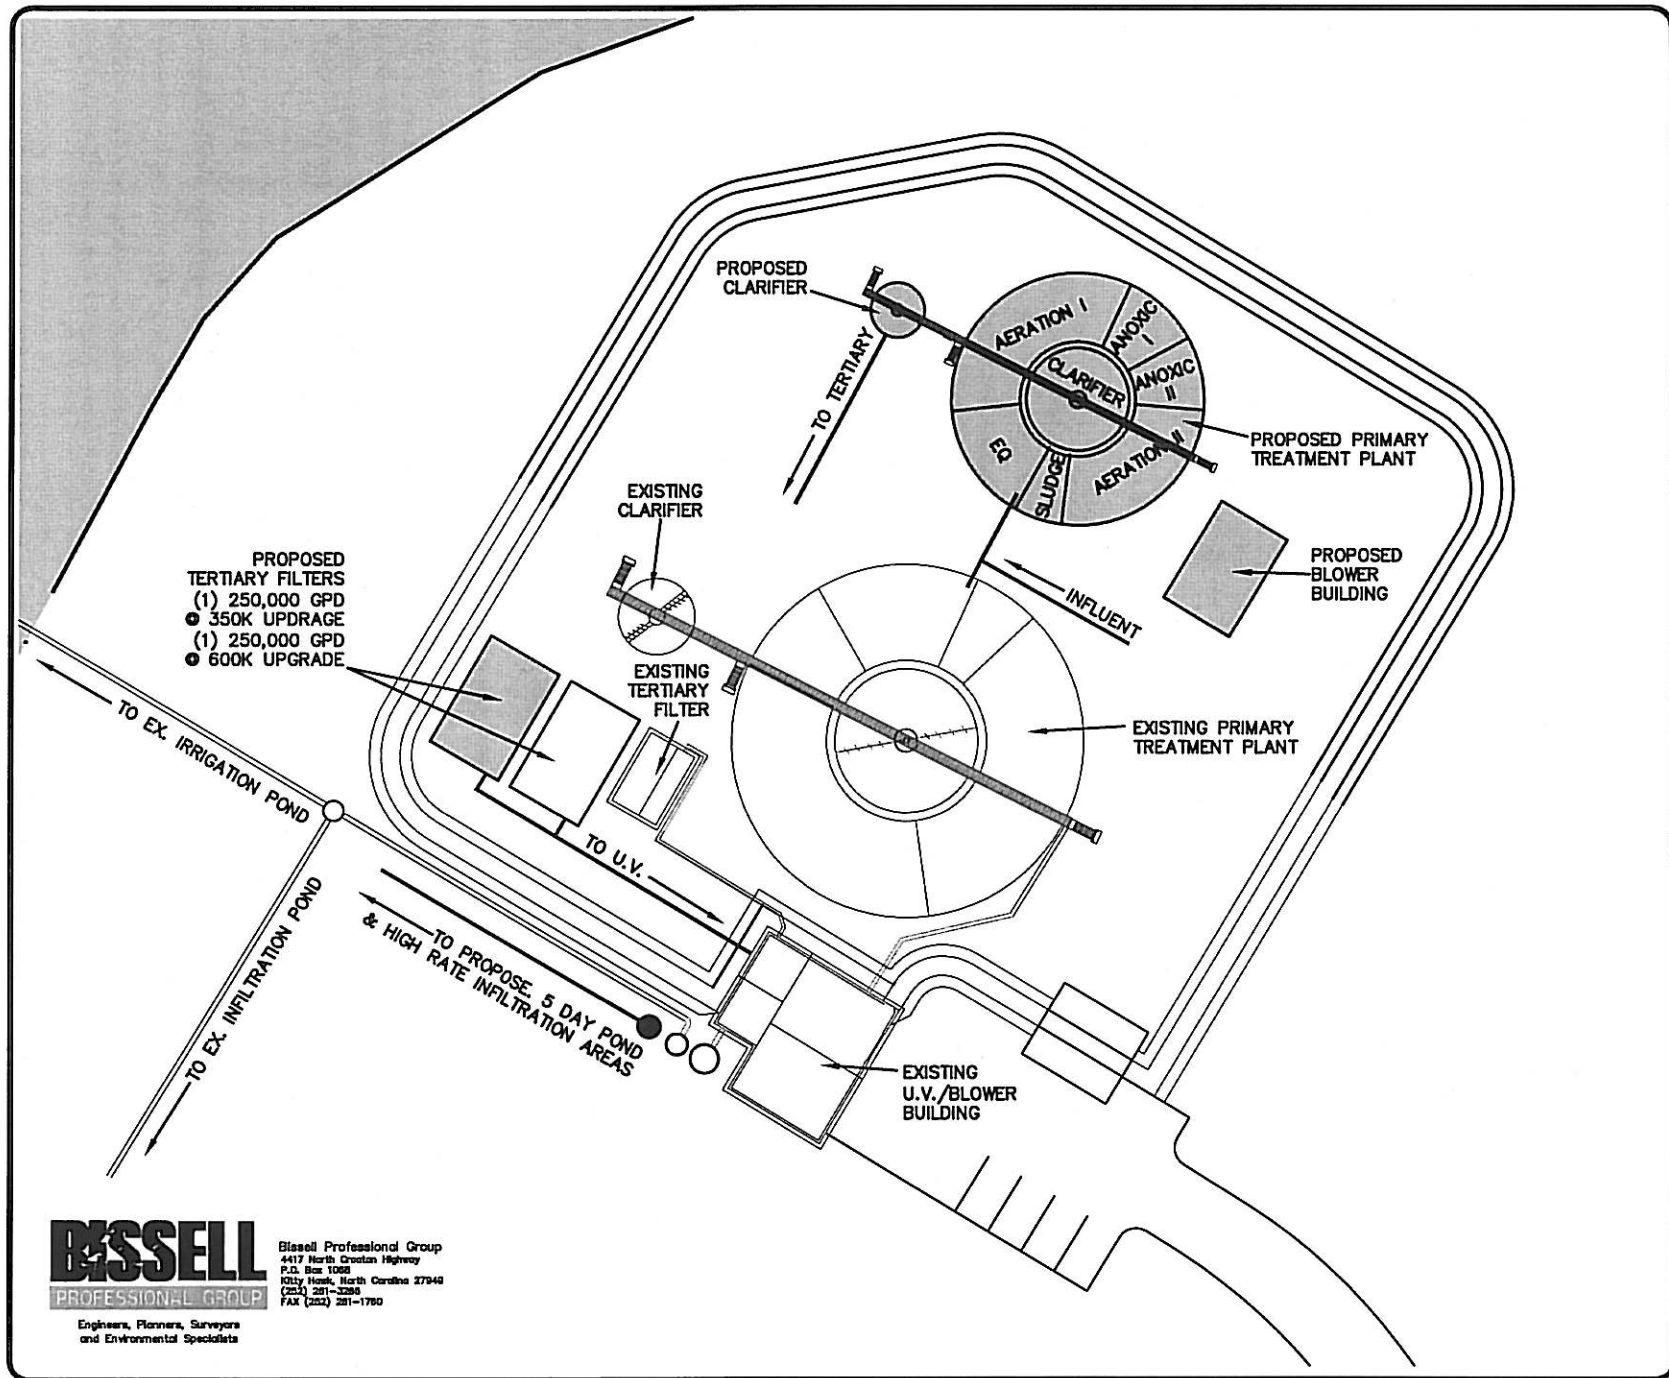 PROPOSED
CLARIFIER
AERATION I
ANOXIC
I
ANOXIC
II
CLARIFIER
AERATION II
EQ
SLUDGE
PROPOSED PRIMARY
TREATMENT PLANT
TO TERTIARY
EXISTING
CLARIFIER
PROPOSED
TERTIARY FILTERS
(1) 250,000 GPD
@ 350K UPDRAGE
(1) 250,000 GPD
@ 600K UPGRADE
PROPOSED
BLOWER
BUILDING
INFLUENT
EXISTING
TERTIARY
FILTER
EXISTING PRIMARY
TREATMENT PLANT
TO EX. IRRIGATION POND
TO U.V.
TO EX. INFILTRATION POND
TO PROPOSE. 5 DAY POND
& HIGH RATE INFILTRATION AREAS
EXISTING
U.V./BLOWER
BUILDING
BISSELL
PROFESSIONAL GROUP
Engineers, Planners, Surveyors
and Environmental Specialists
Bissell Professional Group
4417 North Croatan Highway
P.O. Box 1068
Kitty Hawk, North Carolina 27949
(252) 261-3266
FAX (252) 261-1760